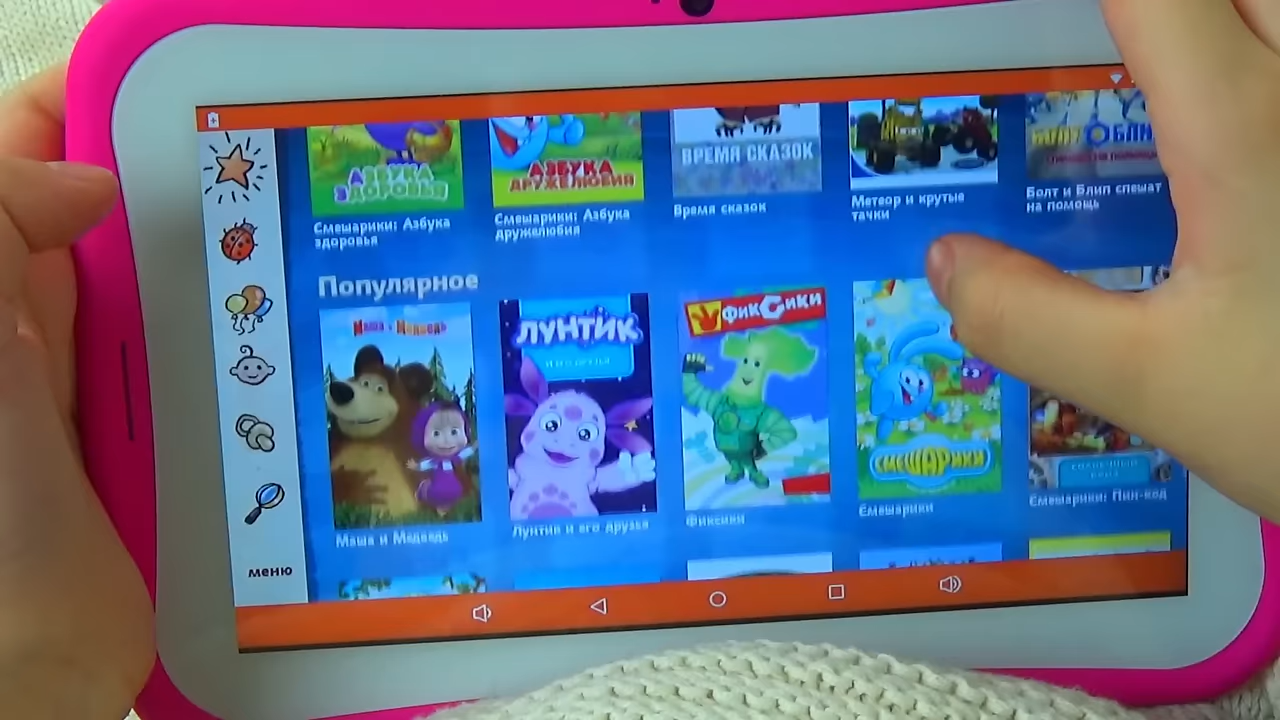 АЗБУКА
ЗДОРОВЬЯ
АЗБУКА
ДРУЖЕЛЮБИЯ
ВРЕМЯ СКАЗОК
БОЛТ БЛИП
Смешарики: Азбука
здоровья
Смешарики: Азбука
дружелюбия
Время сказок
Метеор и крутые
тачки
Болт и Блип спешат
на помощь
Популярное
Маша и Медведь
ЛУНТИК
И ЕГО ДРУЗЬЯ
ФИКСИКИ
СМЕШАРИКИ
Маша и Медведь
Лунтик и его друзья
Фиксики
Смешарики
Смешарики: Пин-код
меню